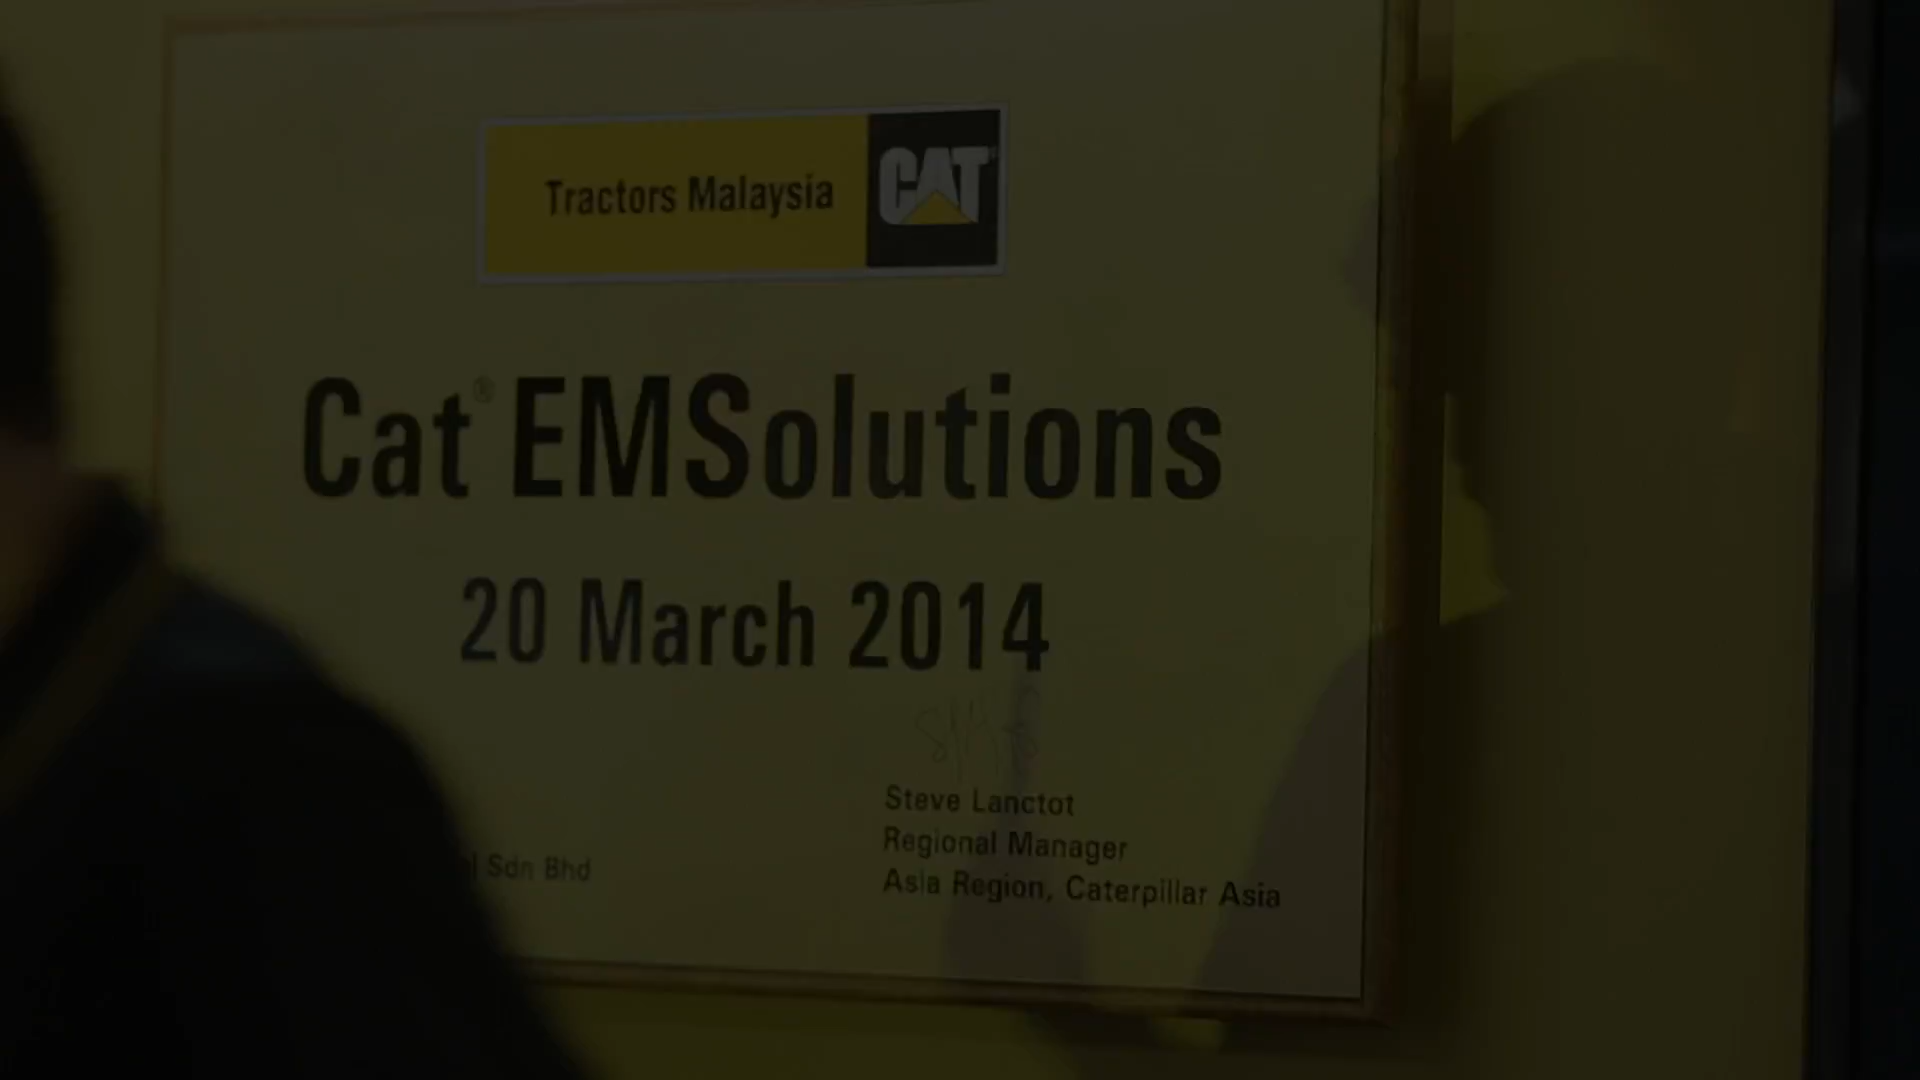 Tractors Malaysia CAT
Cat® EMSolutions
20 March 2014
Steve Lanctot
Regional Manager
Sdn Bhd
Asia Region, Caterpillar Asia